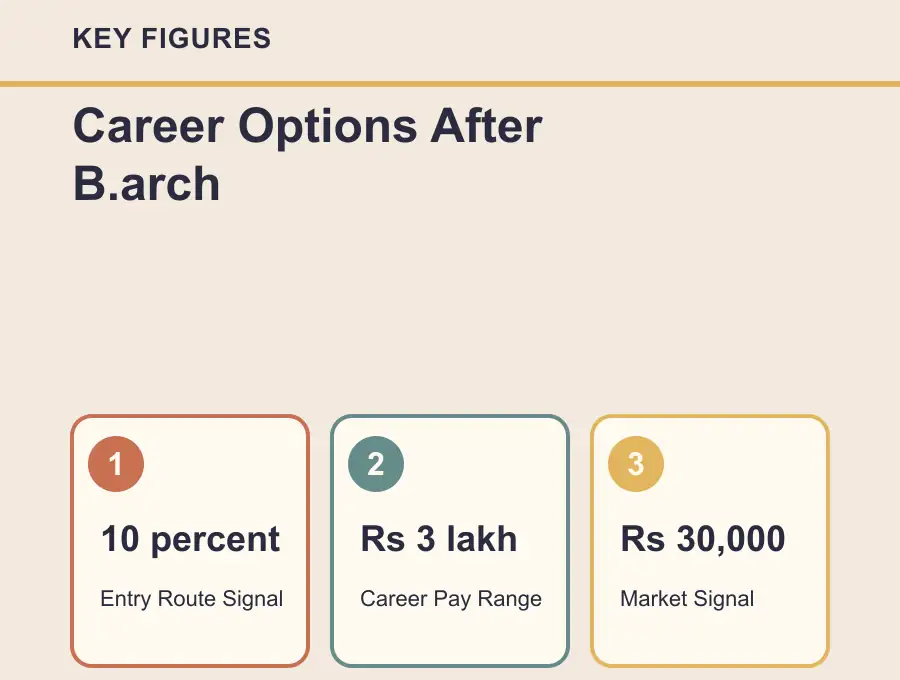 KEY FIGURES
Career Options After
B.arch
1
10 percent
Entry Route Signal
2
Rs 3 lakh
Career Pay Range
3
Rs 30,000
Market Signal